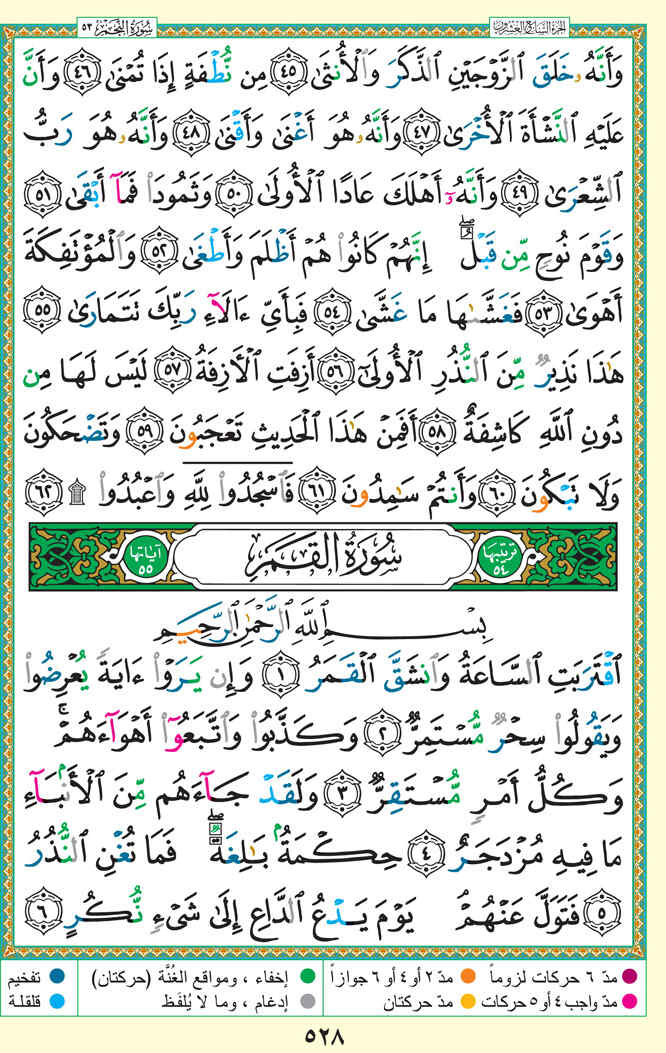 الجزء السابع والعشرون
سُورَةُ النَّجْمِ ٥٣
وَأَنَّهُۥ خَلَقَ ٱلزَّوْجَيْنِ ٱلذَّكَرَ وَٱلْأُنثَىٰ ٤٥ مِن نُّطْفَةٍ إِذَا تُمْنَىٰ ٤٦ وَأَنَّ
عَلَيْهِ ٱلنَّشْأَةَ ٱلْأُخْرَىٰ ٤٧ وَأَنَّهُۥ هُوَ أَغْنَىٰ وَأَقْنَىٰ ٤٨ وَأَنَّهُۥ هُوَ رَبُّ
ٱلشِّعْرَىٰ ٤٩ وَأَنَّهُۥٓ أَهْلَكَ عَادًا ٱلْأُولَىٰ ٥٠ وَثَمُودَا۟ فَمَآ أَبْقَىٰ ٥١
وَقَوْمَ نُوحٍ مِّن قَبْلُ ۖ إِنَّهُمْ كَانُوا۟ هُمْ أَظْلَمَ وَأَطْغَىٰ ٥٢ وَٱلْمُؤْتَفِكَةَ
أَهْوَىٰ ٥٣ فَغَشَّىٰهَا مَا غَشَّىٰ ٥٤ فَبِأَىِّ ءَالَآءِ رَبِّكَ تَتَمَارَىٰ ٥٥
هَٰذَا نَذِيرٌ مِّنَ ٱلنُّذُرِ ٱلْأُولَىٰٓ ٥٦ أَزِفَتِ ٱلْءَازِفَةُ ٥٧ لَيْسَ لَهَا مِن
دُونِ ٱللَّهِ كَاشِفَةٌ ٥٨ أَفَمِنْ هَٰذَا ٱلْحَدِيثِ تَعْجَبُونَ ٥٩ وَتَضْحَكُونَ
وَلَا تَبْكُونَ ٦٠ وَأَنتُمْ سَٰمِدُونَ ٦١ فَٱسْجُدُوا۟ لِلَّهِ وَٱعْبُدُوا۟ ۩ ٦٢
ترتيبها ٥٤ سُورَةُ القَمَرِ آياتها ٥٥
بِسْمِ ٱللَّهِ ٱلرَّحْمَٰنِ ٱلرَّحِيمِ
ٱقْتَرَبَتِ ٱلسَّاعَةُ وَٱنشَقَّ ٱلْقَمَرُ ١ وَإِن يَرَوْا۟ ءَايَةً يُعْرِضُوا۟
وَيَقُولُوا۟ سِحْرٌ مُّسْتَمِرٌّ ٢ وَكَذَّبُوا۟ وَٱتَّبَعُوٓا۟ أَهْوَآءَهُمْ ۚ
وَكُلُّ أَمْرٍ مُّسْتَقِرٌّ ٣ وَلَقَدْ جَآءَهُم مِّنَ ٱلْأَنۢبَآءِ
مَا فِيهِ مُزْدَجَرٌ ٤ حِكْمَةٌۢ بَٰلِغَةٌ ۖ فَمَا تُغْنِ ٱلنُّذُرُ
٥ فَتَوَلَّ عَنْهُمْ ۘ يَوْمَ يَدْعُ ٱلدَّاعِ إِلَىٰ شَىْءٍ نُّكُرٍ ٦
مدّ ٦ حركات لزوماً مدّ ٢ أو ٤ أو ٦ جوازاً إخفاء ، ومواقع الغُنَّة (حركتان) تفخيم
مدّ واجب ٤ أو ٥ حركات مدّ حركتان إدغام ، وما لا يُلفَظ قلقلة
٥٢٨